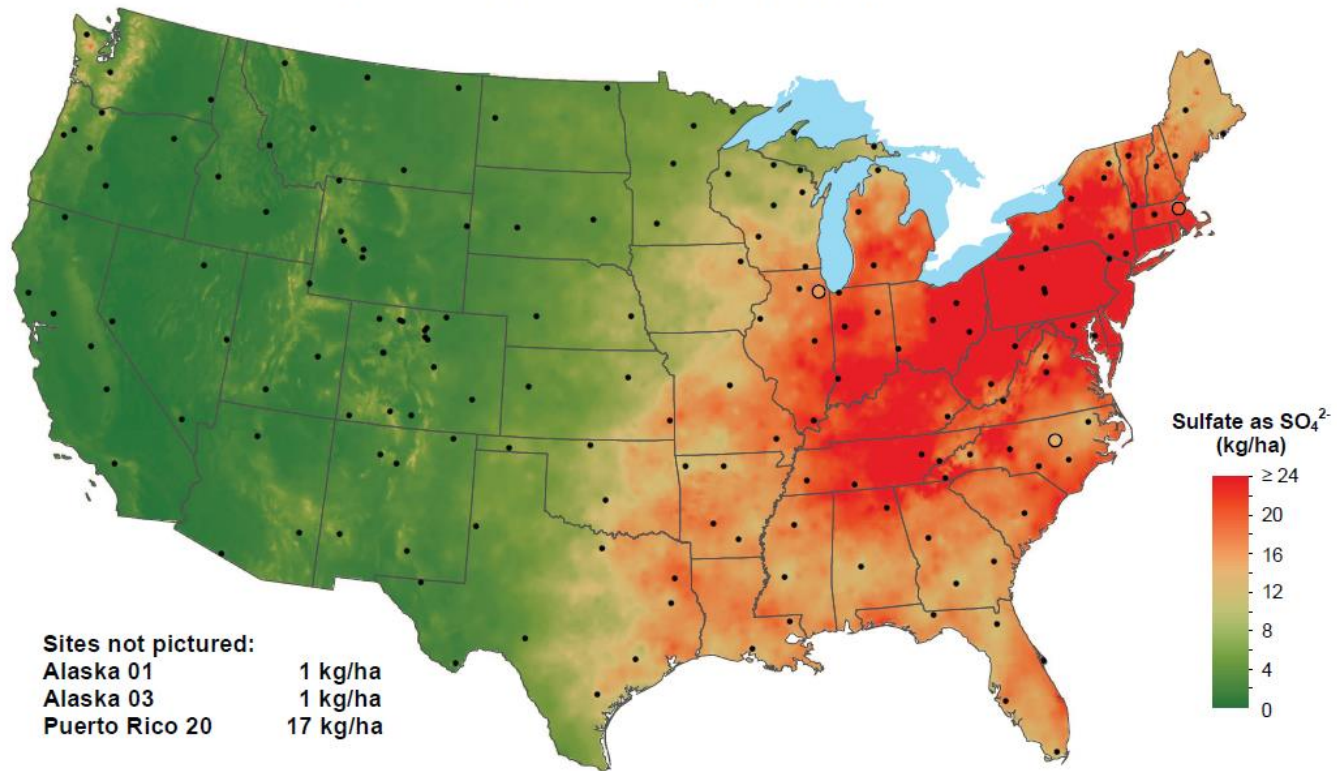 Sites not pictured:
Alaska 01 1 kg/ha
Alaska 03 1 kg/ha
Puerto Rico 20 17 kg/ha
Sulfate as SO₄²⁻
(kg/ha)
≥ 24
20
16
12
8
4
0